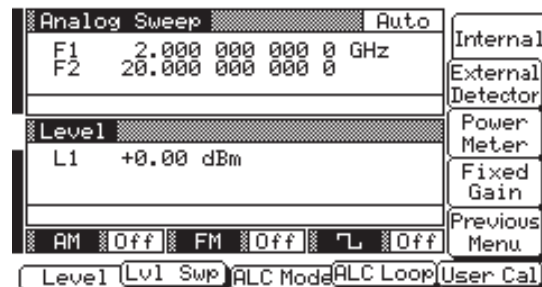 Analog Sweep Auto
F1 2.000 000 000 0 GHz
F2 20.000 000 000 0
Level
L1 +0.00 dBm
AM Off FM Off Off
Internal
External
Detector
Power
Meter
Fixed
Gain
Previous
Menu
Level Lvl Swp ALC Mode ALC Loop User Cal